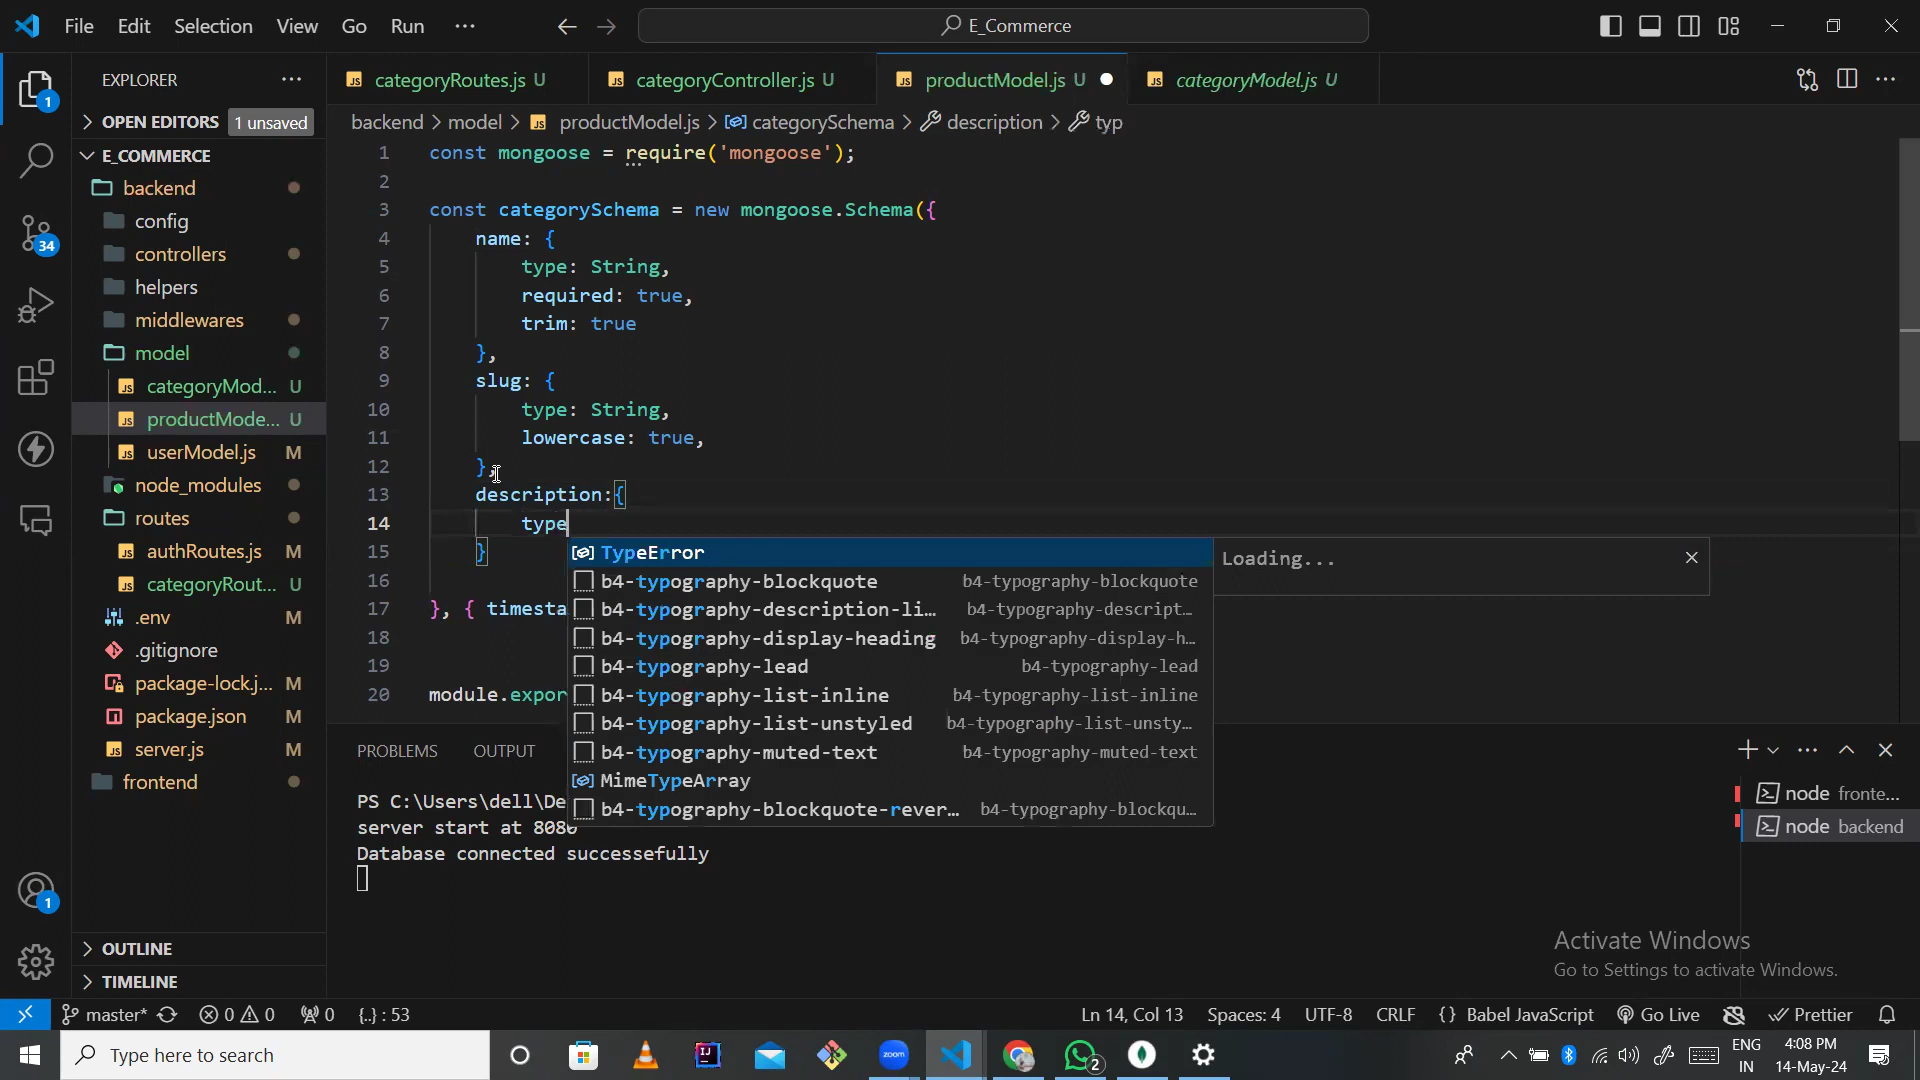 File Edit Selection View Go Run ··· E_Commerce
EXPLORER ···
categoryRoutes.js U categoryController.js U productModel.js U categoryModel.js U ···
OPEN EDITORS 1 unsaved
backend > model > productModel.js > categorySchema > description > typ
E_COMMERCE
backend
config
controllers
helpers
middlewares
model
categoryMod... U
productMode... U
userModel.js M
node_modules
routes
authRoutes.js M
categoryRout... U
.env M
.gitignore
package-lock.j... M
package.json M
server.js M
frontend
OUTLINE
TIMELINE
1
34
1
1 const mongoose = require('mongoose');
2
3 const categorySchema = new mongoose.Schema({
4 name: {
5 type: String,
6 required: true,
7 trim: true
8 },
9 slug: {
10 type: String,
11 lowercase: true,
12 },
13 description:{
14 type
15 }
16
17 }, { timesta
18
19
20 module.expor
TypeError Loading...
b4-typography-blockquote b4-typography-blockquote
b4-typography-description-li... b4-typography-descript...
b4-typography-display-heading b4-typography-display-h...
b4-typography-lead b4-typography-lead
b4-typography-list-inline b4-typography-list-inline
b4-typography-list-unstyled b4-typography-list-unsty...
b4-typography-muted-text b4-typography-muted-text
MimeTypeArray
b4-typography-blockquote-rever... b4-typography-blockqu...
PROBLEMS OUTPUT ···
PS C:\Users\dell\De
server start at 8080
Database connected successefully
node fronte...
node backend
Activate Windows
Go to Settings to activate Windows.
master* 0 0 0 {..} : 53 Ln 14, Col 13 Spaces: 4 UTF-8 CRLF {} Babel JavaScript Go Live Prettier
Type here to search zoom 2 ENG IN 4:08 PM 14-May-24